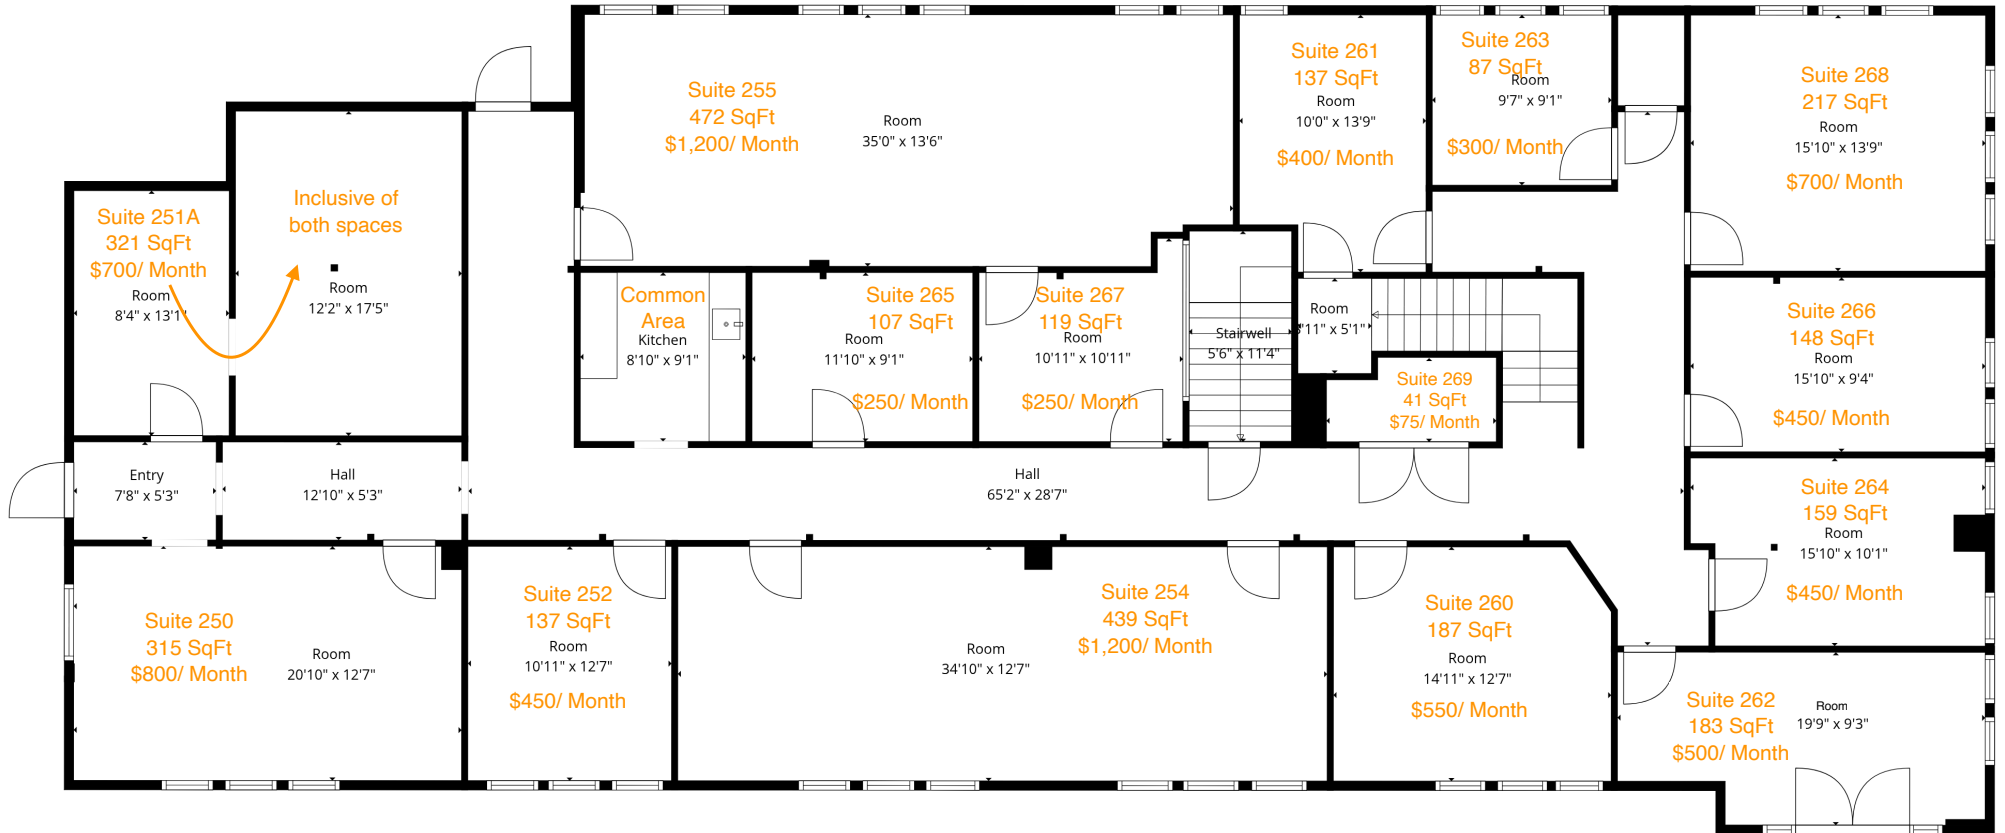 Suite 255
472 SqFt
$1,200/ Month
Room
35'0" x 13'6"
Suite 261
137 SqFt
Room
10'0" x 13'9"
$400/ Month
Suite 263
87 SqFt
Room
9'7" x 9'1"
$300/ Month
Suite 268
217 SqFt
Room
15'10" x 13'9"
$700/ Month
Suite 251A
321 SqFt
$700/ Month
Room
8'4" x 13'1"
Inclusive of
both spaces
Room
12'2" x 17'5"
Common
Area
Kitchen
8'10" x 9'1"
Suite 265
107 SqFt
Room
11'10" x 9'1"
$250/ Month
Suite 267
119 SqFt
Room
10'11" x 10'11"
$250/ Month
Stairwell
5'6" x 11'4"
Room
'11" x 5'1"
Suite 269
41 SqFt
$75/ Month
Suite 266
148 SqFt
Room
15'10" x 9'4"
$450/ Month
Entry
7'8" x 5'3"
Hall
12'10" x 5'3"
Hall
65'2" x 28'7"
Suite 264
159 SqFt
Room
15'10" x 10'1"
$450/ Month
Suite 250
315 SqFt
$800/ Month
Room
20'10" x 12'7"
Suite 252
137 SqFt
Room
10'11" x 12'7"
$450/ Month
Room
34'10" x 12'7"
Suite 254
439 SqFt
$1,200/ Month
Suite 260
187 SqFt
Room
14'11" x 12'7"
$550/ Month
Suite 262
183 SqFt
$500/ Month
Room
19'9" x 9'3"